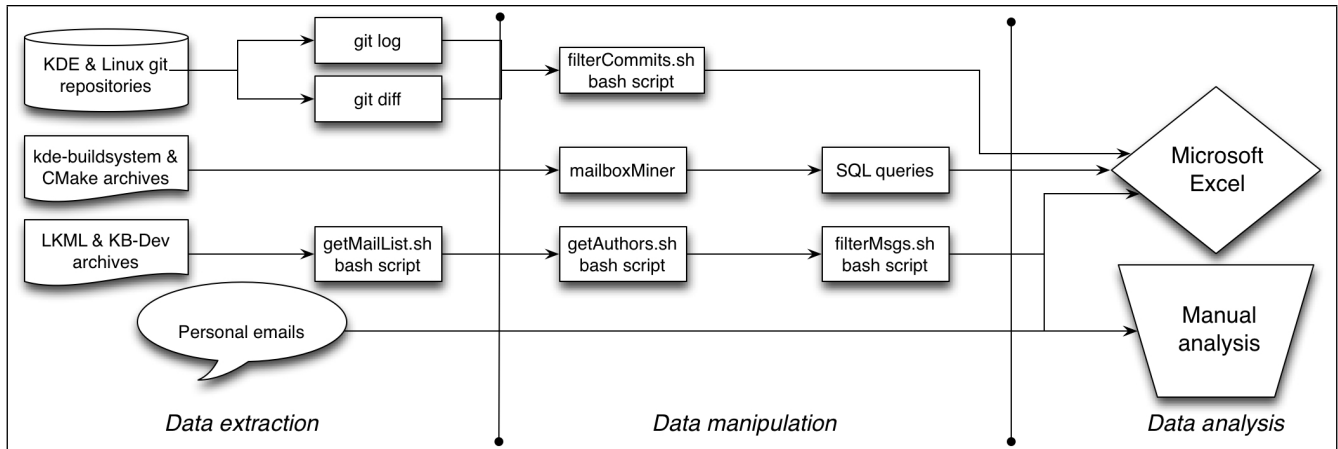 KDE & Linux git
repositories
git log
git diff
filterCommits.sh
bash script
kde-buildsystem &
CMake archives
mailboxMiner
SQL queries
Microsoft
Excel
LKML & KB-Dev
archives
getMailList.sh
bash script
getAuthors.sh
bash script
filterMsgs.sh
bash script
Personal emails
Manual
analysis
Data extraction
Data manipulation
Data analysis